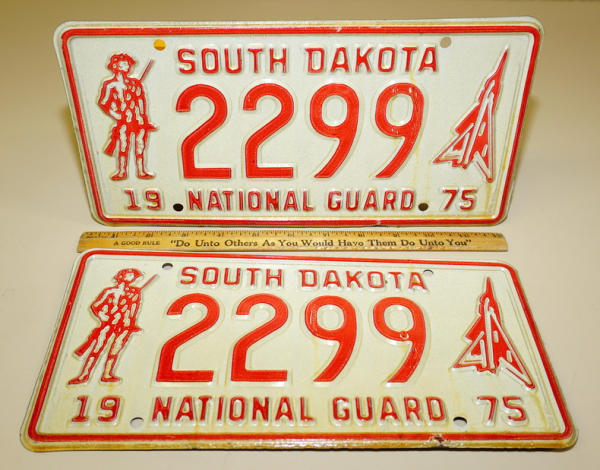 SOUTH DAKOTA
2299
19 NATIONAL GUARD 75
A GOOD RULE "Do Unto Others As You Would Have Them Do Unto You"
SOUTH DAKOTA
2299
19 NATIONAL GUARD 75